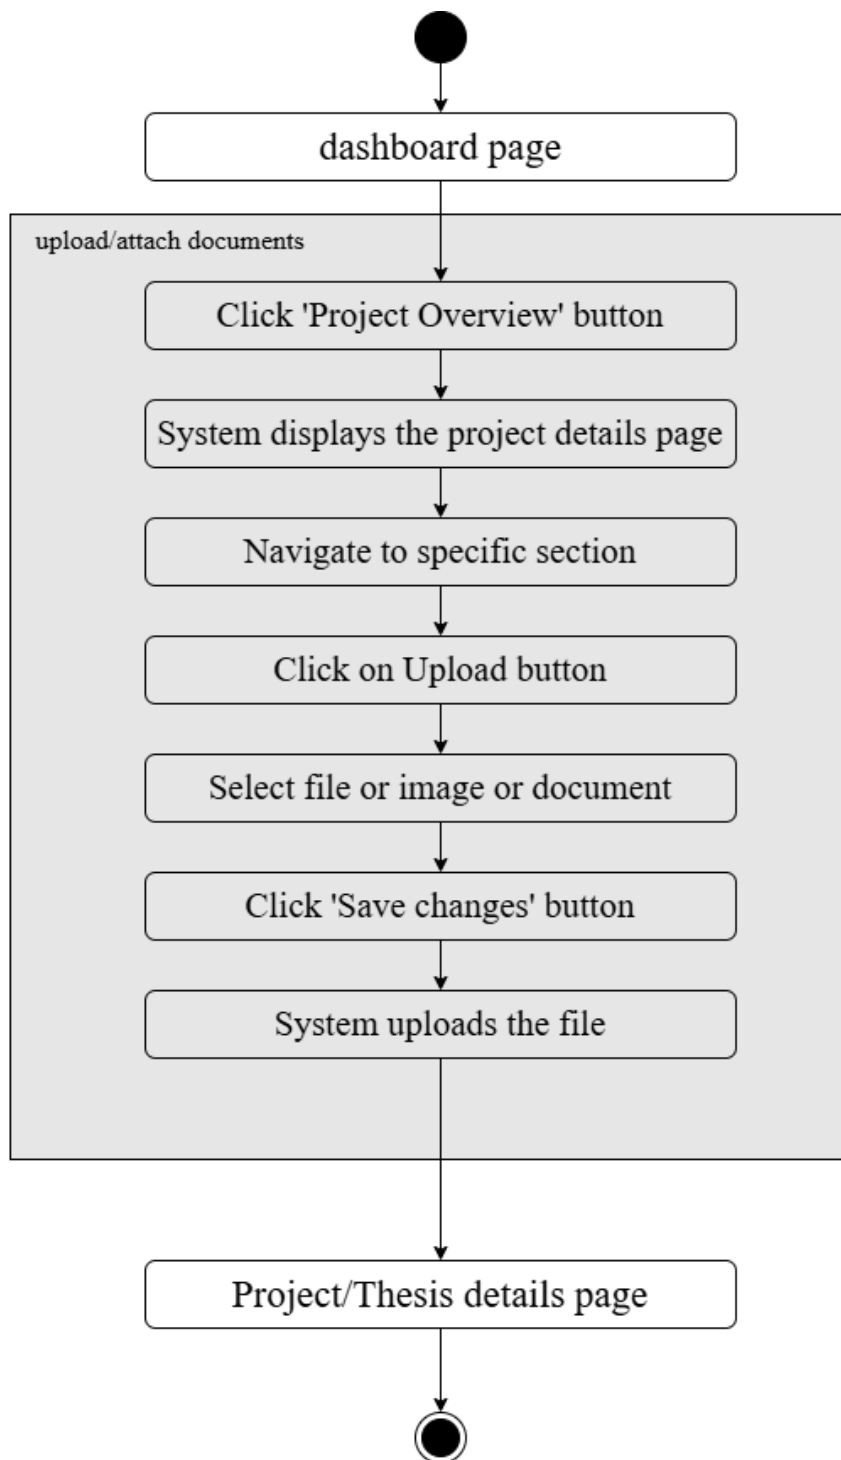 dashboard page
upload/attach documents
Click 'Project Overview' button
System displays the project details page
Navigate to specific section
Click on Upload button
Select file or image or document
Click 'Save changes' button
System uploads the file
Project/Thesis details page